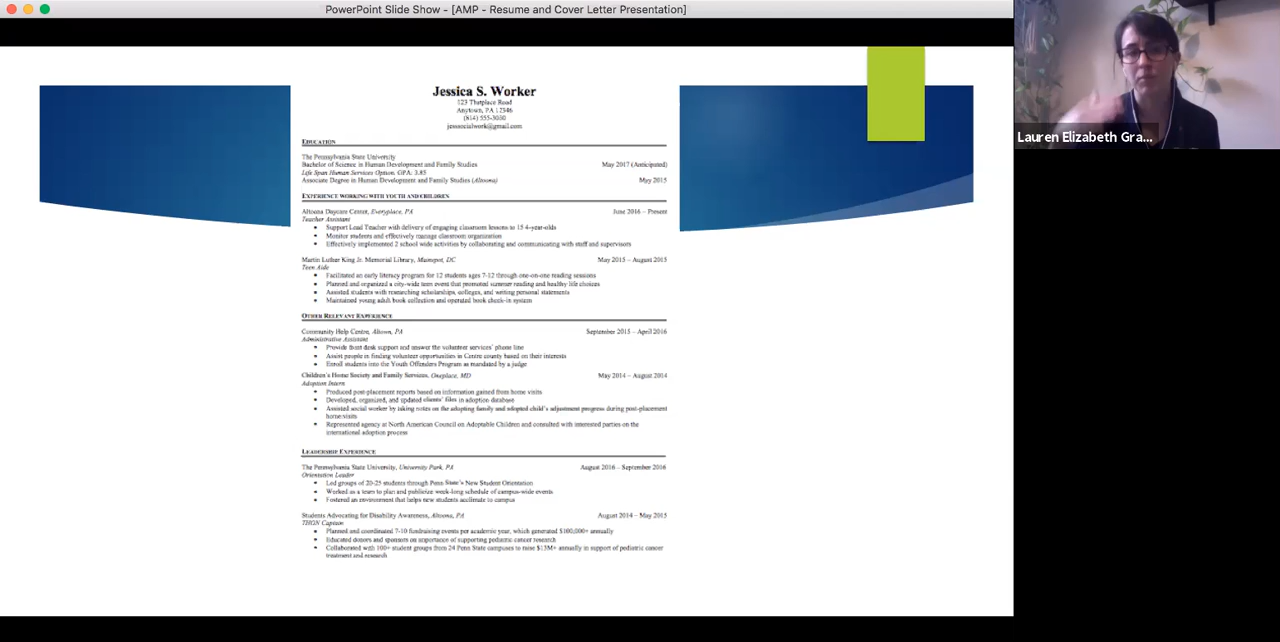 PowerPoint Slide Show - [AMP - Resume and Cover Letter Presentation]
Lauren Elizabeth Gra...
Jessica S. Worker
123 Thatplace Road
Anytown, PA 12346
(814) 555-3030
jessocialwork@gmail.com
EDUCATION
The Pennsylvania State University
Bachelor of Science in Human Development and Family Studies May 2017 (Anticipated)
Life Span Human Services Option, GPA: 3.85
Associate Degree in Human Development and Family Studies (Altoona) May 2015
EXPERIENCE WORKING WITH YOUTH AND CHILDREN
Altoona Daycare Center, Everyplace, PA June 2016 – Present
Teacher Assistant
• Support Lead Teacher with delivery of engaging classroom lessons to 15 4-year-olds
• Monitor students and effectively manage classroom organization
• Effectively implemented 2 school wide activities by collaborating and communicating with staff and supervisors
Martin Luther King Jr. Memorial Library, DC May 2015 – August 2015
Teen Aide
• Facilitated an early literacy program for 12 students ages 7-12 through one-on-one reading sessions
• Planned and organized a city-wide teen event that promoted summer reading and healthy life choices
• Assisted students with researching scholarships, colleges, and writing personal statements
• Maintained young adult book collection and operated book check-in system
OTHER RELEVANT EXPERIENCE
Community Help Centre, Altown, PA September 2015 – April 2016
Administrative Assistant
• Provide front desk support and answer the volunteer services' phone line
• Assist people in finding volunteer opportunities in Centre county based on their interests
• Enroll students into the Youth Offenders Program as mandated by a judge
Children's Home Society and Family Services, Oneplace, MD May 2014 – August 2014
Adoption Intern
• Produced post-placement reports based on information gained from home visits
• Developed, organized, and updated clients' files in adoption database
• Assisted social worker by taking notes on the adopting family and adopted child's adjustment progress during post-placement
home visits
• Represented agency at North American Council on Adoptable Children and consulted with interested parties on the
international adoption process
LEADERSHIP EXPERIENCE
The Pennsylvania State University, University Park, PA August 2016 – September 2016
Orientation Leader
• Led groups of 20-25 students through Penn State's New Student Orientation
• Worked as a team to plan and publicize week-long schedule of campus-wide events
• Fostered an environment that helps new students acclimate to campus
Students Advocating for Disability Awareness, Altoona, PA August 2014 – May 2015
THON Captain
• Planned and coordinated 7-10 fundraising events per academic year, which generated $100,000+ annually
• Educated donors and sponsors on importance of supporting pediatric cancer research
• Collaborated with 100+ student groups from 24 Penn State campuses to raise $13M+ annually in support of pediatric cancer
treatment and research